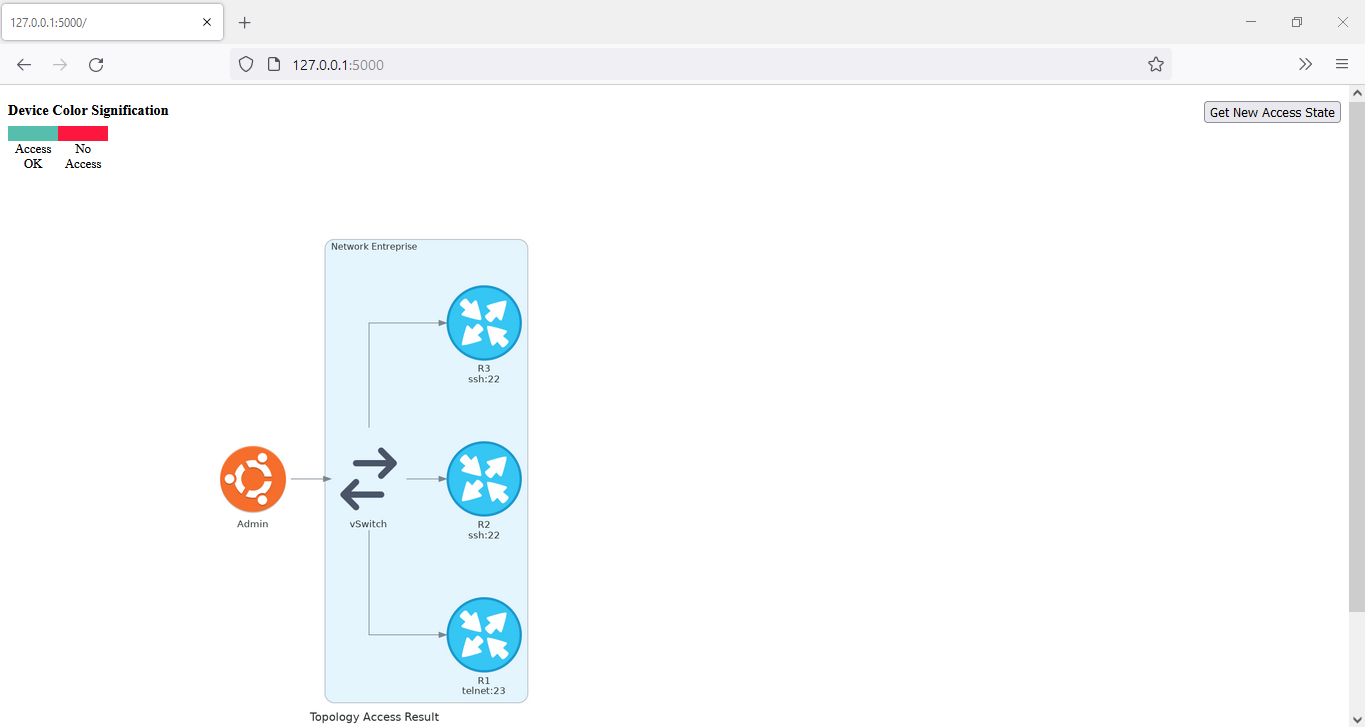 127.0.0.1:5000/
127.0.0.1:5000
Device Color Signification
Get New Access State
Access OK
No Access
Network Entreprise
R3
ssh:22
Admin
vSwitch
R2
ssh:22
R1
telnet:23
Topology Access Result